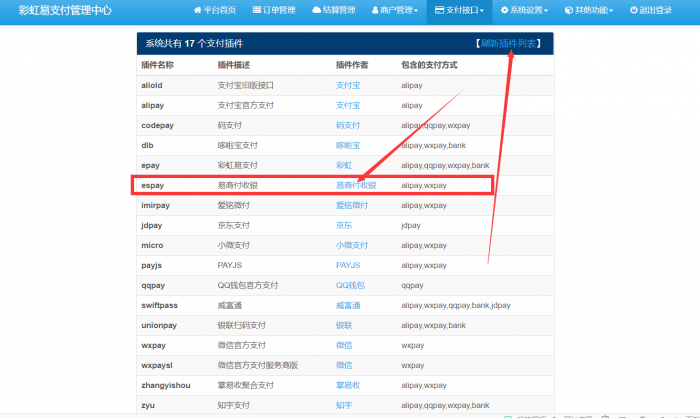 彩虹易支付管理中心 平台首页 订单管理 结算管理 商户管理 支付接口 系统设置 其他功能 退出登录
系统共有 17 个支付插件 【刷新插件列表】
插件名称 插件描述 插件作者 包含的支付方式
aliold 支付宝旧版接口 支付宝 alipay
alipay 支付宝官方支付 支付宝 alipay
codepay 码支付 码支付 alipay,qqpay,wxpay
dlb 哆啦宝支付 哆啦宝 alipay,wxpay,bank
epay 彩虹易支付 彩虹 alipay,qqpay,wxpay,bank
espay 易商付收银 易商付收银 alipay,wxpay
imirpay 爱铭微付 爱铭微付 alipay,wxpay
jdpay 京东支付 京东 jdpay
micro 小微支付 小微支付 alipay,wxpay
payjs PAYJS PAYJS alipay,wxpay
qqpay QQ钱包官方支付 QQ钱包 qqpay
swiftpass 威富通 威富通 alipay,wxpay,qqpay,bank,jdpay
unionpay 银联扫码支付 银联 alipay,wxpay,bank
wxpay 微信官方支付 微信 wxpay
wxpaysl 微信官方支付服务商版 微信 wxpay
zhangyishou 掌易收聚合支付 掌易收 alipay,wxpay
zyu 知宇支付 知宇 alipay,qqpay,wxpay,bank